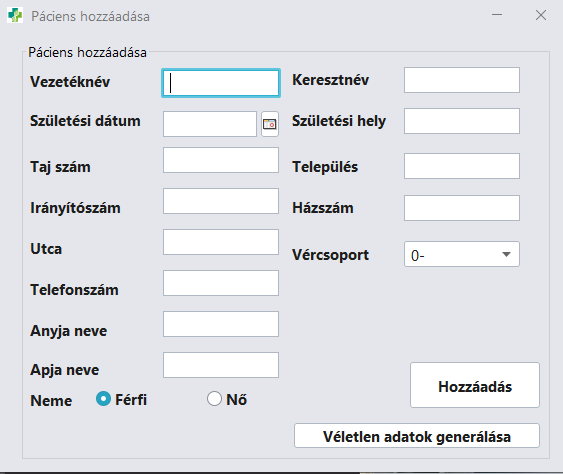 Páciens hozzáadása
Páciens hozzáadása
Vezetéknév
Keresztnév
Születési dátum
Születési hely
Taj szám
Település
Irányítószám
Házszám
Utca
Vércsoport
0-
Telefonszám
Anyja neve
Apja neve
Neme
Férfi
Nő
Hozzáadás
Véletlen adatok generálása